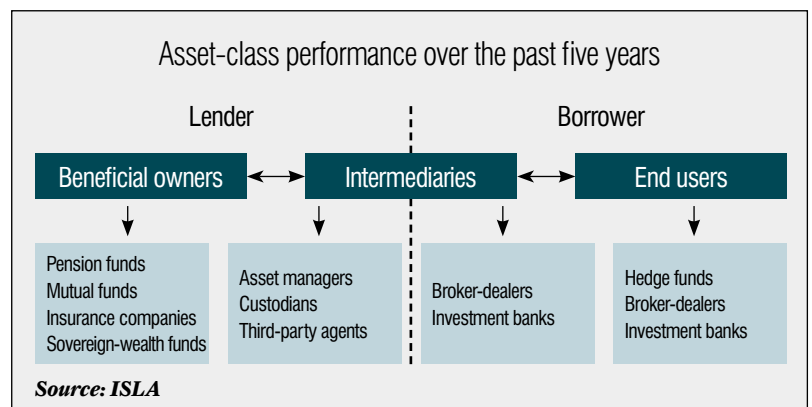 Asset-class performance over the past five years
Lender
Borrower
Beneficial owners
Intermediaries
End users
Pension funds
Mutual funds
Insurance companies
Sovereign-wealth funds
Asset managers
Custodians
Third-party agents
Broker-dealers
Investment banks
Hedge funds
Broker-dealers
Investment banks
Source: ISLA